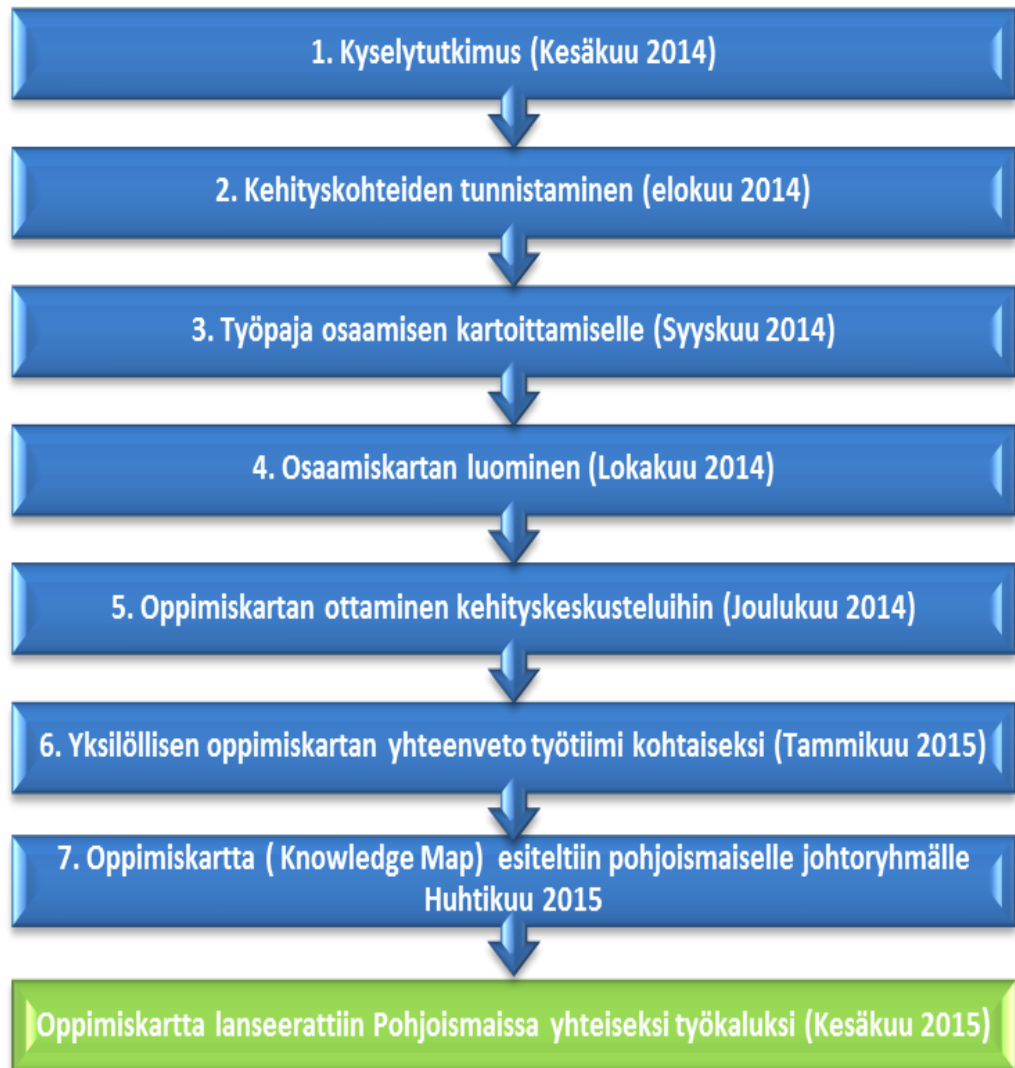 1. Kyselytutkimus (Kesäkuu 2014)
2. Kehityskohteiden tunnistaminen (elokuu 2014)
3. Työpaja osaamisen kartoittamiselle (Syyskuu 2014)
4. Osaamiskartan luominen (Lokakuu 2014)
5. Oppimiskartan ottaminen kehityskeskusteluihin (Joulukuu 2014)
6. Yksilöllisen oppimiskartan yhteenveto työtiimi kohtaiseksi (Tammikuu 2015)
7. Oppimiskartta ( Knowledge Map) esiteltiin pohjoismaiselle johtoryhmälle
Huhtikuu 2015
Oppimiskartta lanseerattiin Pohjoismaissa yhteiseksi työkaluksi (Kesäkuu 2015)